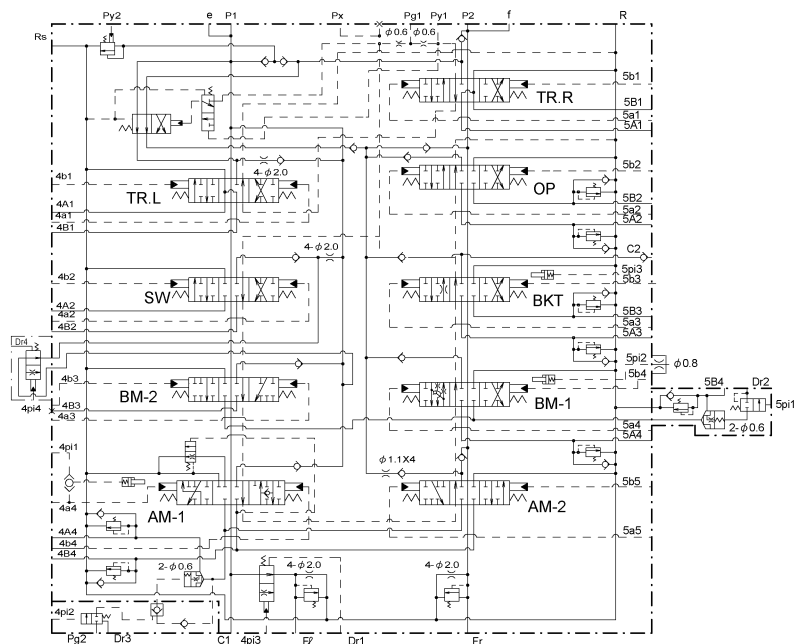 Py2 e P1 Px Pg1 Py1 P2 f R
Rs
φ0.6 φ0.6
5b1
TR.R
5B1
5a1
5A1
4b1
4-φ2.0
5b2
TR.L
OP
4A1
4a1
4B1
5B2
5a2
5A2
4-φ2.0
C2
5pi3
4b2
5b3
SW
BKT
4A2
4a2
4B2
5B3
5a3
5A3
Dr4
5pi2
φ0.8
4b3
5b4
BM-2
BM-1
5B4
Dr2
4pi4
4B3
4a3
5pi1
2-φ0.6
5a4
5A4
4pi1
φ1.1X4
4a4
5b5
AM-1
AM-2
4A4
4b4
4B4
5a5
2-φ0.6
4-φ2.0
4-φ2.0
4pi2
Pg2 Dr3 C1 4pi3 Fℓ Dr1 Fr